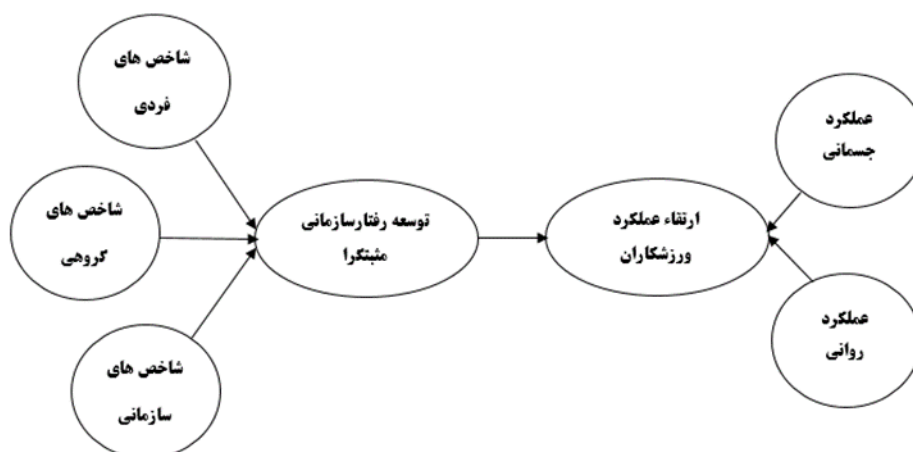 شاخص های
فردی
شاخص های
گروهی
شاخص های
سازمانی
توسعه رفتارسازمانی
مثبتگرا
ارتقاء عملکرد
ورزشکاران
عملکرد
جسمانی
عملکرد
روانی